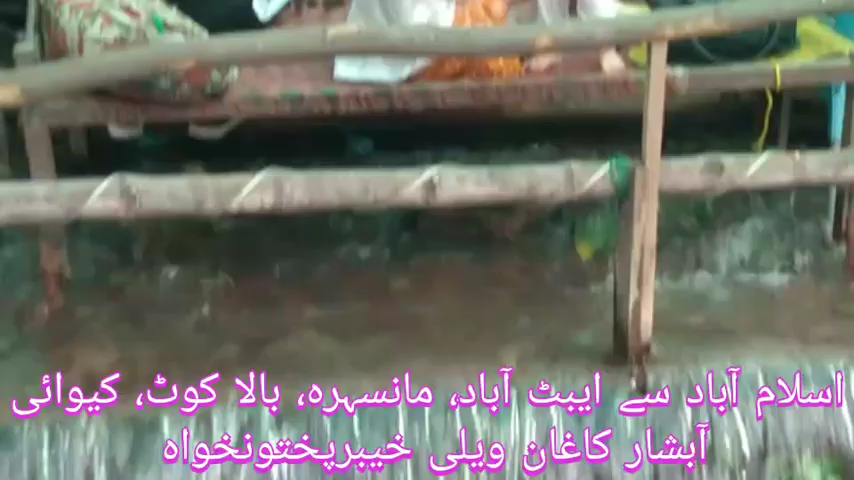 اسلام آباد سے ایبٹ آباد، مانسہرہ، بالا کوٹ، کیوائی
آبشار کاغان ویلی خیبرپختونخواہ